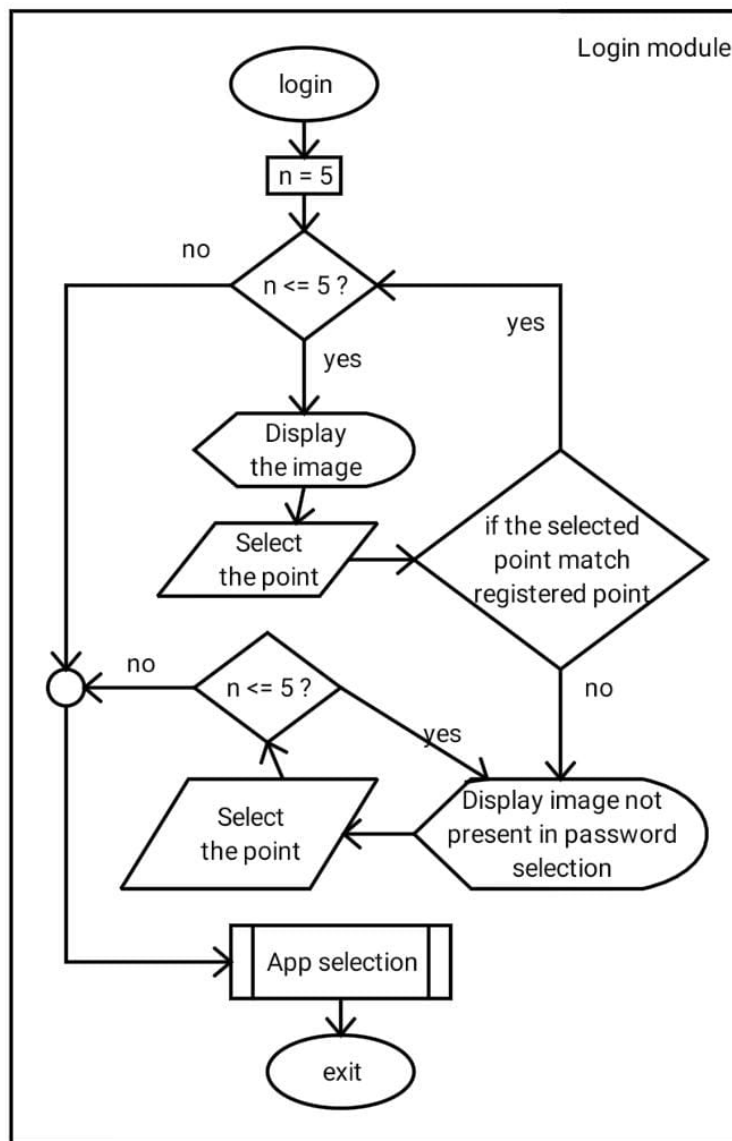 Login module
login
n = 5
n <= 5 ?
no
yes
yes
Display
the image
Select
the point
if the selected
point match
registered point
no
no
n <= 5 ?
yes
Select
the point
Display image not
present in password
selection
App selection
exit